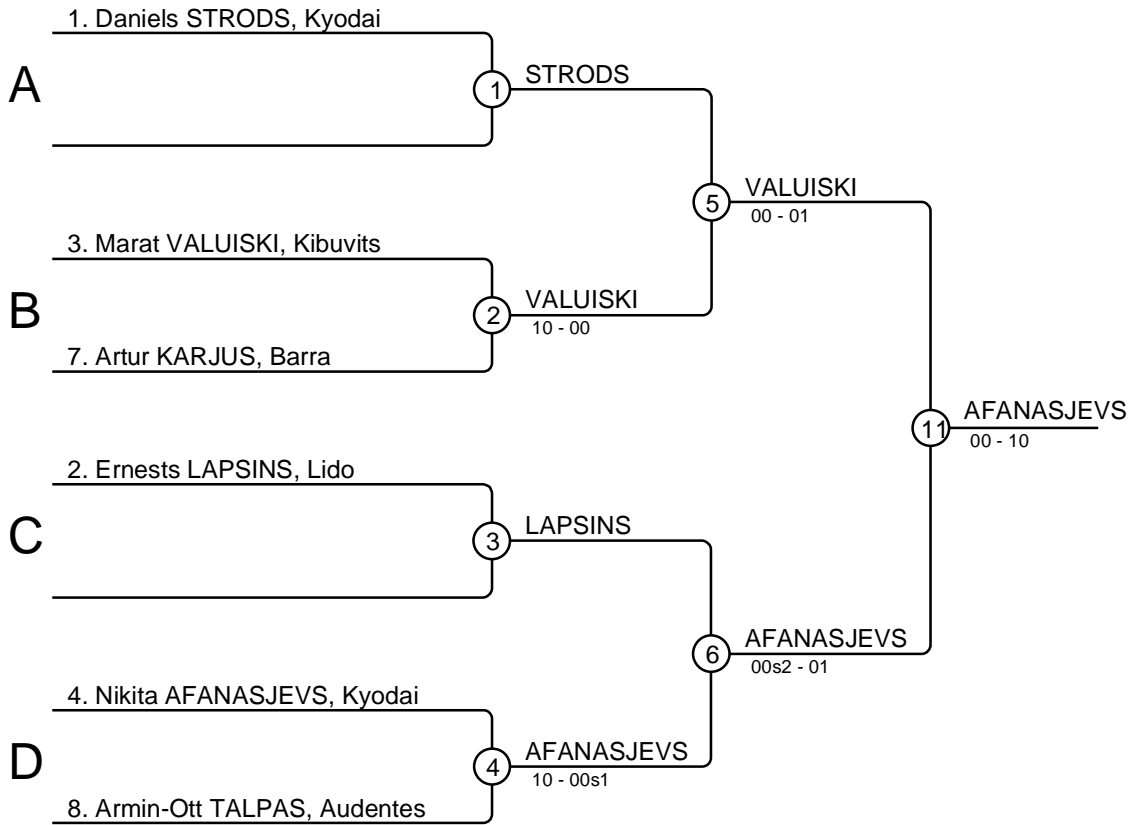 1. Daniels STRODS, Kyodai
A
1
STRODS
5
VALUISKI
00 - 01
3. Marat VALUISKI, Kibuvits
B
2
VALUISKI
10 - 00
7. Artur KARJUS, Barra
11
AFANASJEVS
00 - 10
2. Ernests LAPSINS, Lido
C
3
LAPSINS
6
AFANASJEVS
00s2 - 01
4. Nikita AFANASJEVS, Kyodai
D
4
AFANASJEVS
10 - 00s1
8. Armin-Ott TALPAS, Audentes